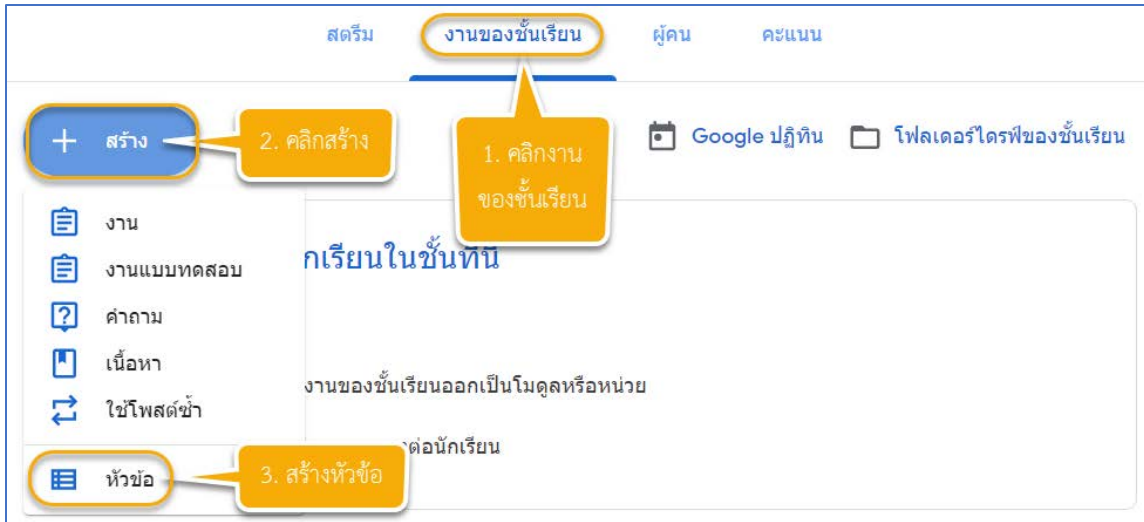 สตรีม งานของชั้นเรียน ผู้คน คะแนน
+ สร้าง
2. คลิกสร้าง
1. คลิกงาน
ของชั้นเรียน
Google ปฏิทิน โฟลเดอร์ไดรฟ์ของชั้นเรียน
งาน
กเรียนในชั้นที่นี่
งานแบบทดสอบ
คำถาม
เนื้อหา
งานของชั้นเรียนออกเป็นโมดูลหรือหน่วย
ใช้โพสต์ซ้ำ
งต่อนักเรียน
หัวข้อ
3. สร้างหัวข้อ